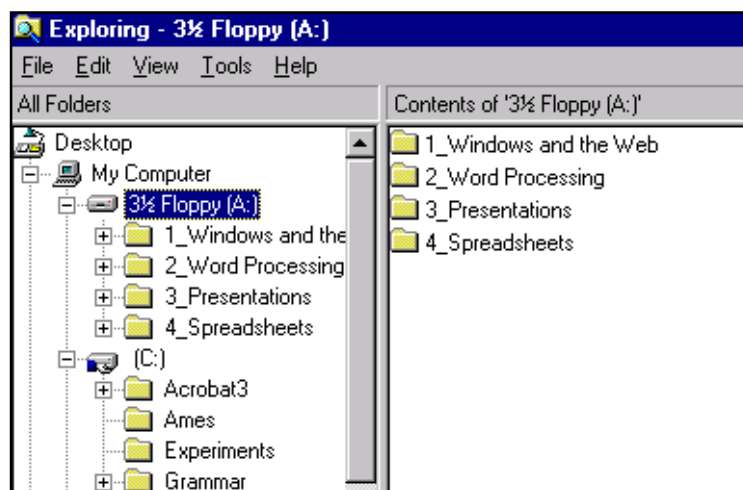 Exploring - 3½ Floppy (A:)
File Edit View Tools Help
All Folders
Contents of '3½ Floppy (A:)'
Desktop
My Computer
3½ Floppy (A:)
1_Windows and the
2_Word Processing
3_Presentations
4_Spreadsheets
(C:)
Acrobat3
Ames
Experiments
Grammar
1_Windows and the Web
2_Word Processing
3_Presentations
4_Spreadsheets